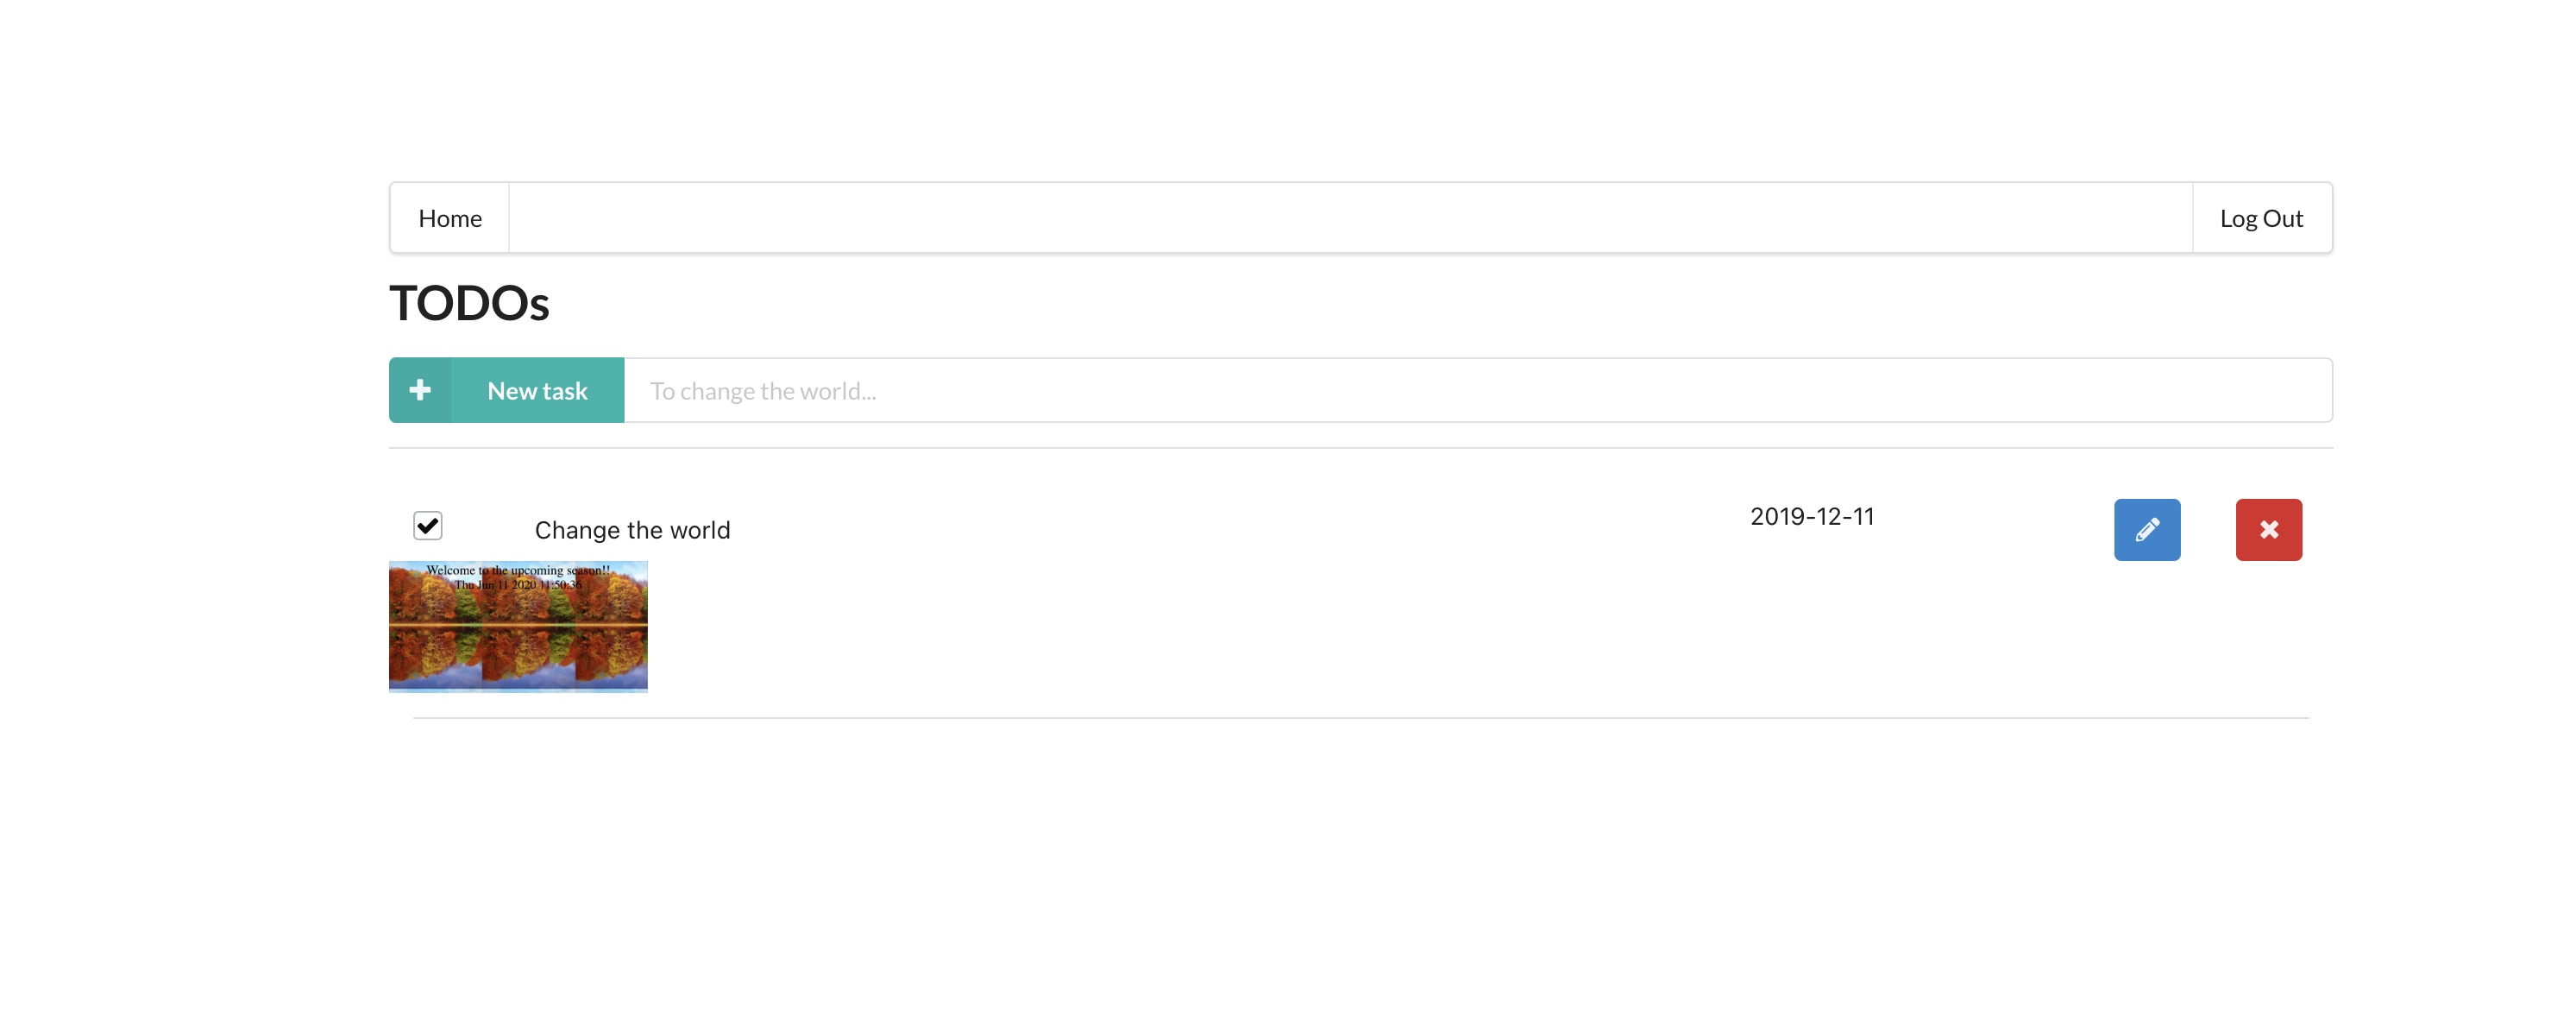 Home
Log Out
TODOs
New task
To change the world...
Change the world
2019-12-11
Welcome to the upcoming season!!
Thu Jun 11 2020 11:50:36